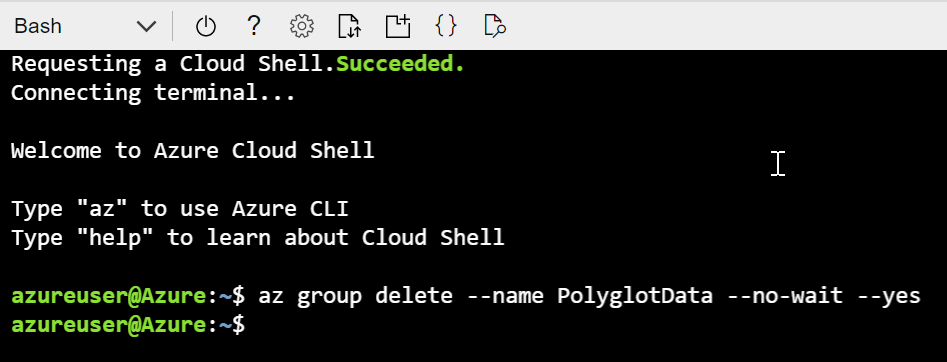 Bash
?
{}
Requesting a Cloud Shell.Succeeded.
Connecting terminal...
Welcome to Azure Cloud Shell
Type "az" to use Azure CLI
Type "help" to learn about Cloud Shell
azureuser@Azure:~$ az group delete --name PolyglotData --no-wait --yes
azureuser@Azure:~$